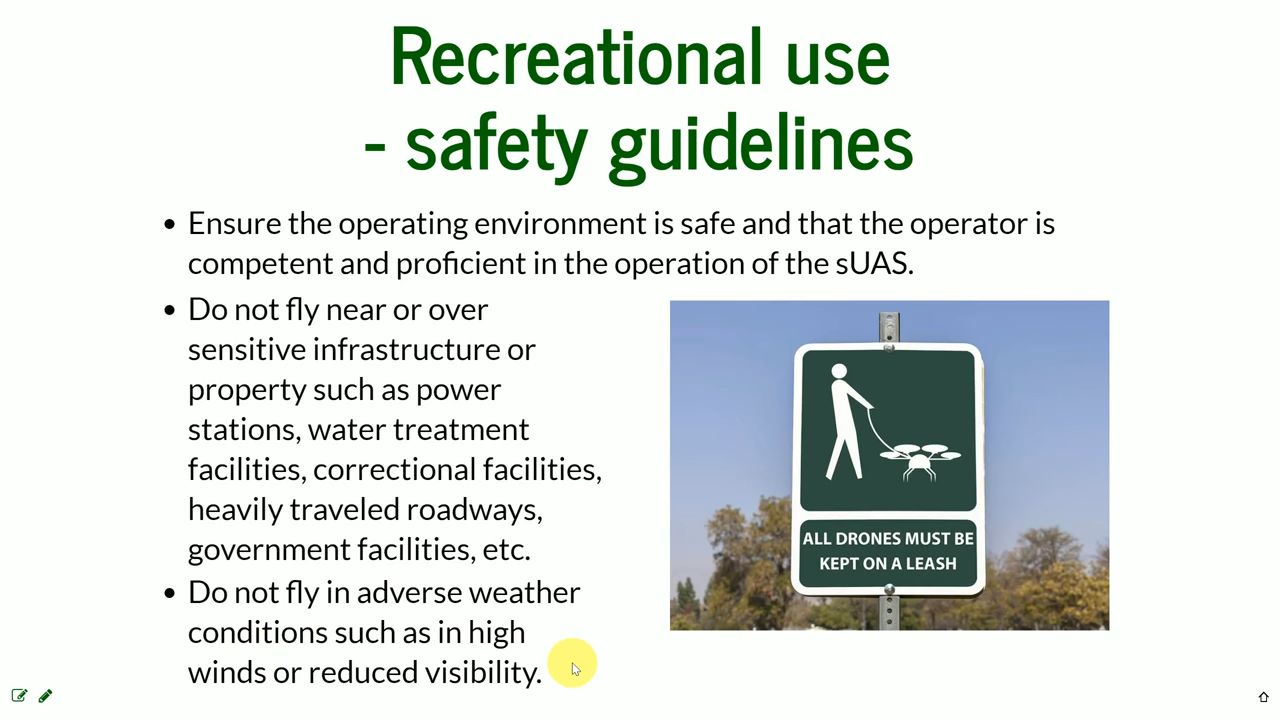 Recreational use
- safety guidelines
• Ensure the operating environment is safe and that the operator is
competent and proficient in the operation of the sUAS.
• Do not fly near or over
sensitive infrastructure or
property such as power
stations, water treatment
facilities, correctional facilities,
heavily traveled roadways,
government facilities, etc.
• Do not fly in adverse weather
conditions such as in high
winds or reduced visibility.
ALL DRONES MUST BE
KEPT ON A LEASH